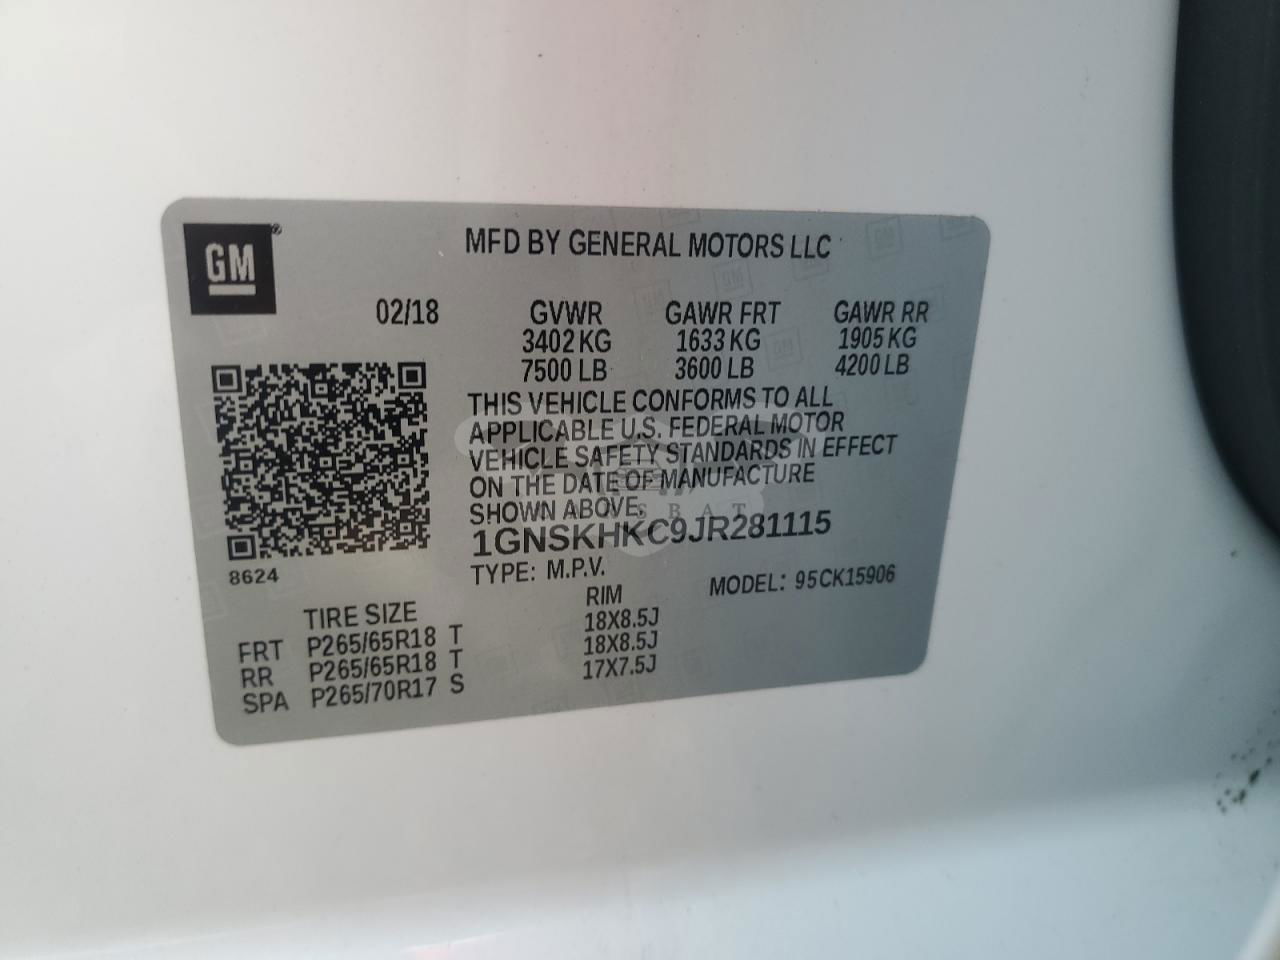 GM®
MFD BY GENERAL MOTORS LLC
02/18 GVWR GAWR FRT GAWR RR
3402 KG 1633 KG 1905 KG
7500 LB 3600 LB 4200 LB
THIS VEHICLE CONFORMS TO ALL
APPLICABLE U.S. FEDERAL MOTOR
VEHICLE SAFETY STANDARDS IN EFFECT
ON THE DATE OF MANUFACTURE
SHOWN ABOVE.
1GNSKHKC9JR281115
8624
TYPE: M.P.V. MODEL: 95CK15906
TIRE SIZE RIM
FRT P265/65R18 T 18X8.5J
RR P265/65R18 T 18X8.5J
SPA P265/70R17 S 17X7.5J